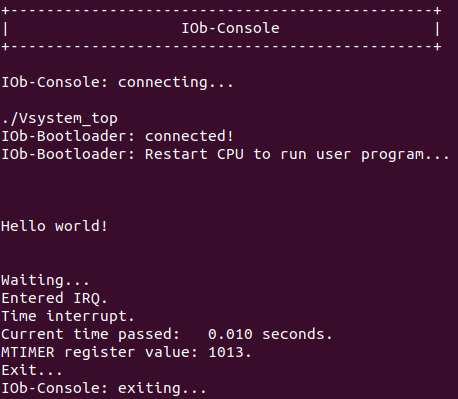 +-----------------------------------------------+
|                   IOb-Console                 |
+-----------------------------------------------+
IOb-Console: connecting...
./Vsystem_top
IOb-Bootloader: connected!
IOb-Bootloader: Restart CPU to run user program...
Hello world!
Waiting...
Entered IRQ.
Time interrupt.
Current time passed:   0.010 seconds.
MTIMER register value: 1013.
Exit...
IOb-Console: exiting...